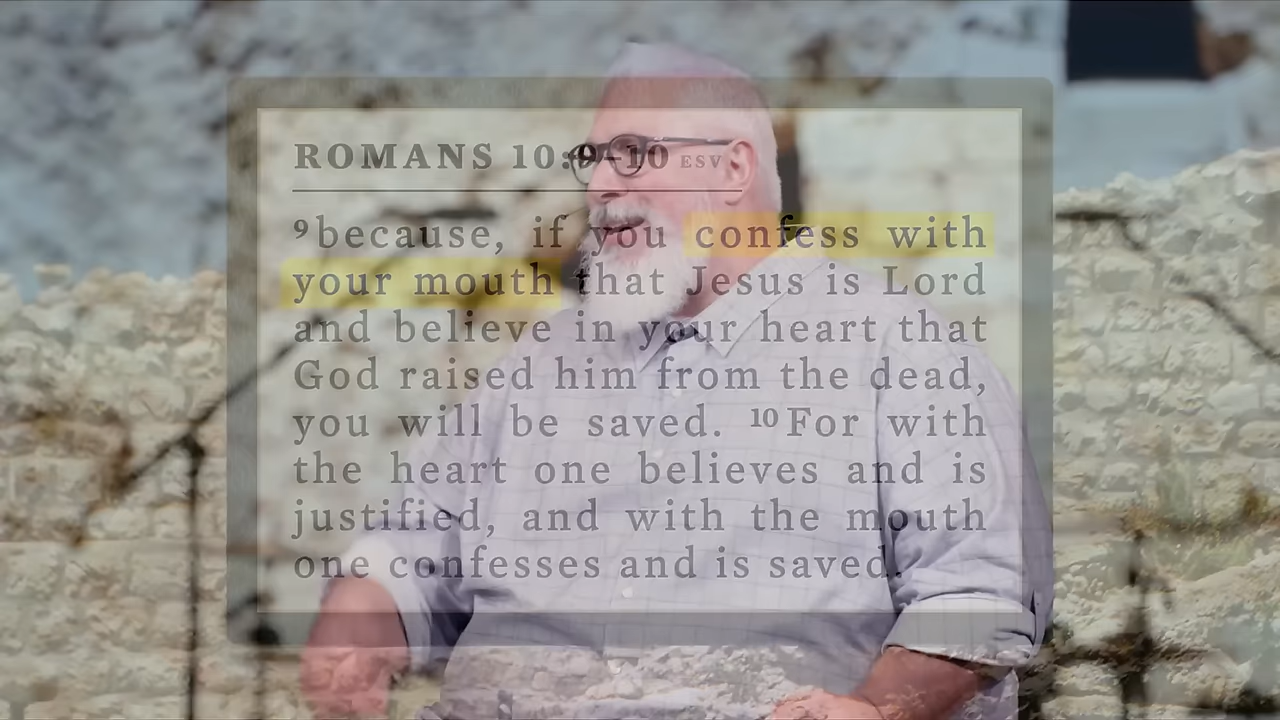 ROMANS 10:9-10 ESV
⁹because, if you confess with
your mouth that Jesus is Lord
and believe in your heart that
God raised him from the dead,
you will be saved. ¹⁰For with
the heart one believes and is
justified, and with the mouth
one confesses and is saved.